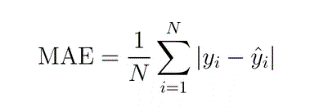 MAE = \frac{1}{N} \sum_{i=1}^{N} |y_i - \hat{y}_i|